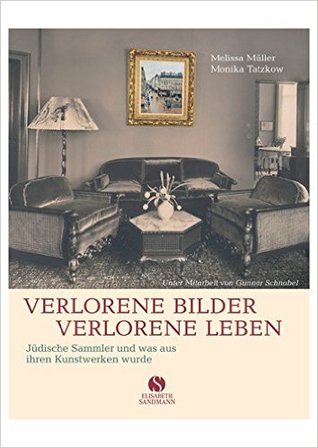 Melissa Müller
Monika Tatzkow
Unter Mitarbeit von Gunnar Schnabel
VERLORENE BILDER
VERLORENE LEBEN
Jüdische Sammler und was aus
ihren Kunstwerken wurde
S
ELISABETH
SANDMANN